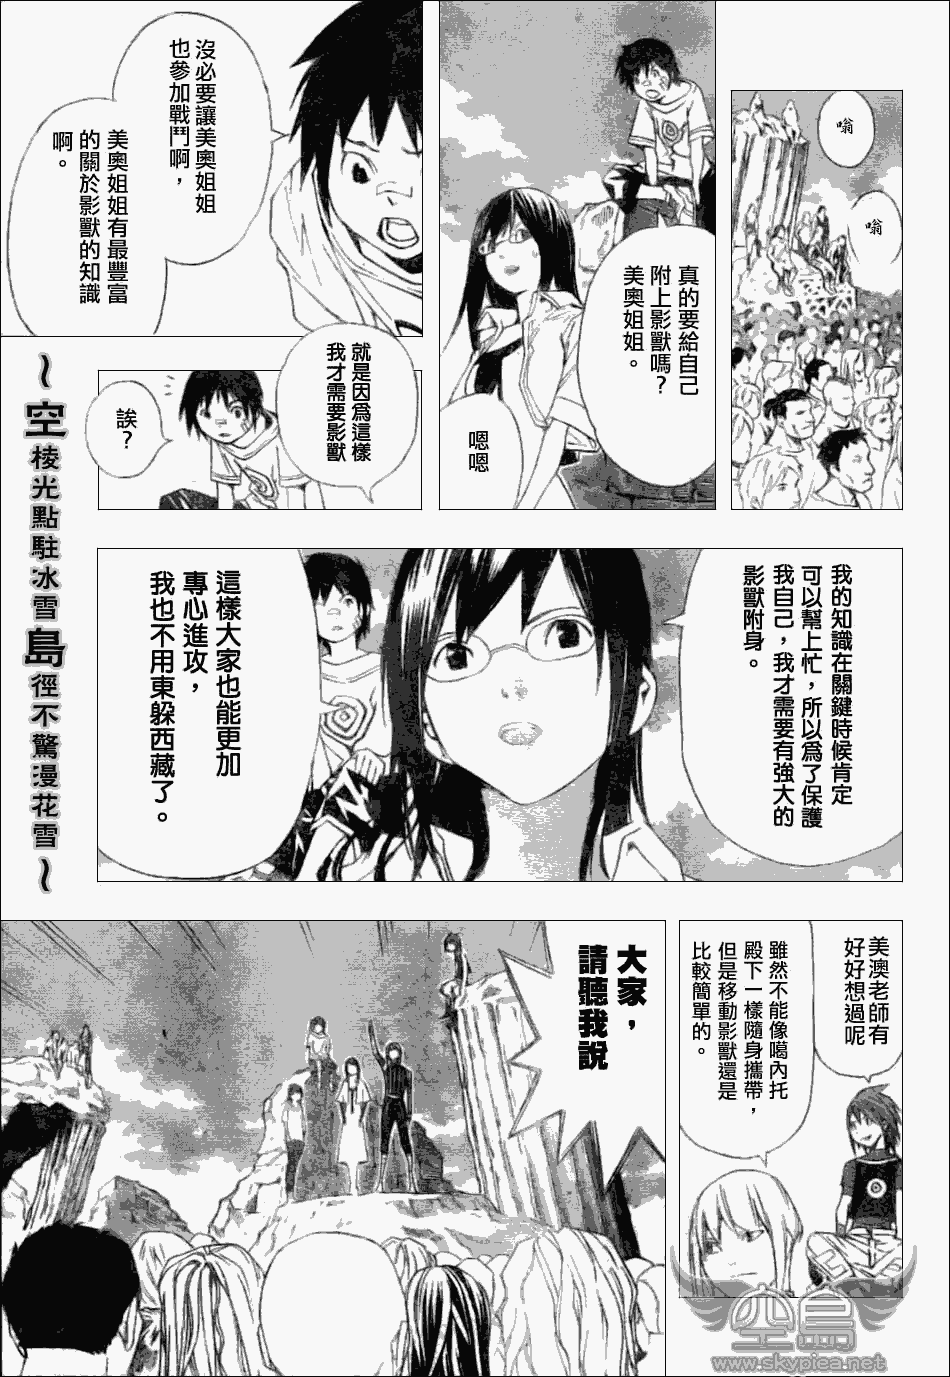 嗡
嗡
真的要給自己
附上影獸嗎？
美奧姐姐。
嗯嗯
沒必要讓美奧姐姐
也參加戰鬥啊，
美奧姐姐有最豐富
的關於影獸的知識
啊。
就是因為這樣
我才需要影獸
誒？
我的知識在關鍵時候肯定
可以幫上忙，所以為了保護
我自己，我才需要有強大的
影獸附身。
這樣大家也能更加
專心進攻，
我也不用東躲西藏了。
美澳老師有
好好想過呢
雖然不能像噶內托
殿下一樣隨身攜帶，
但是移動影獸還是
比較簡單的。
大家，
請聽我說
～空棱光點駐冰雪島徑不驚漫花雪～
空島
www.skypiea.net